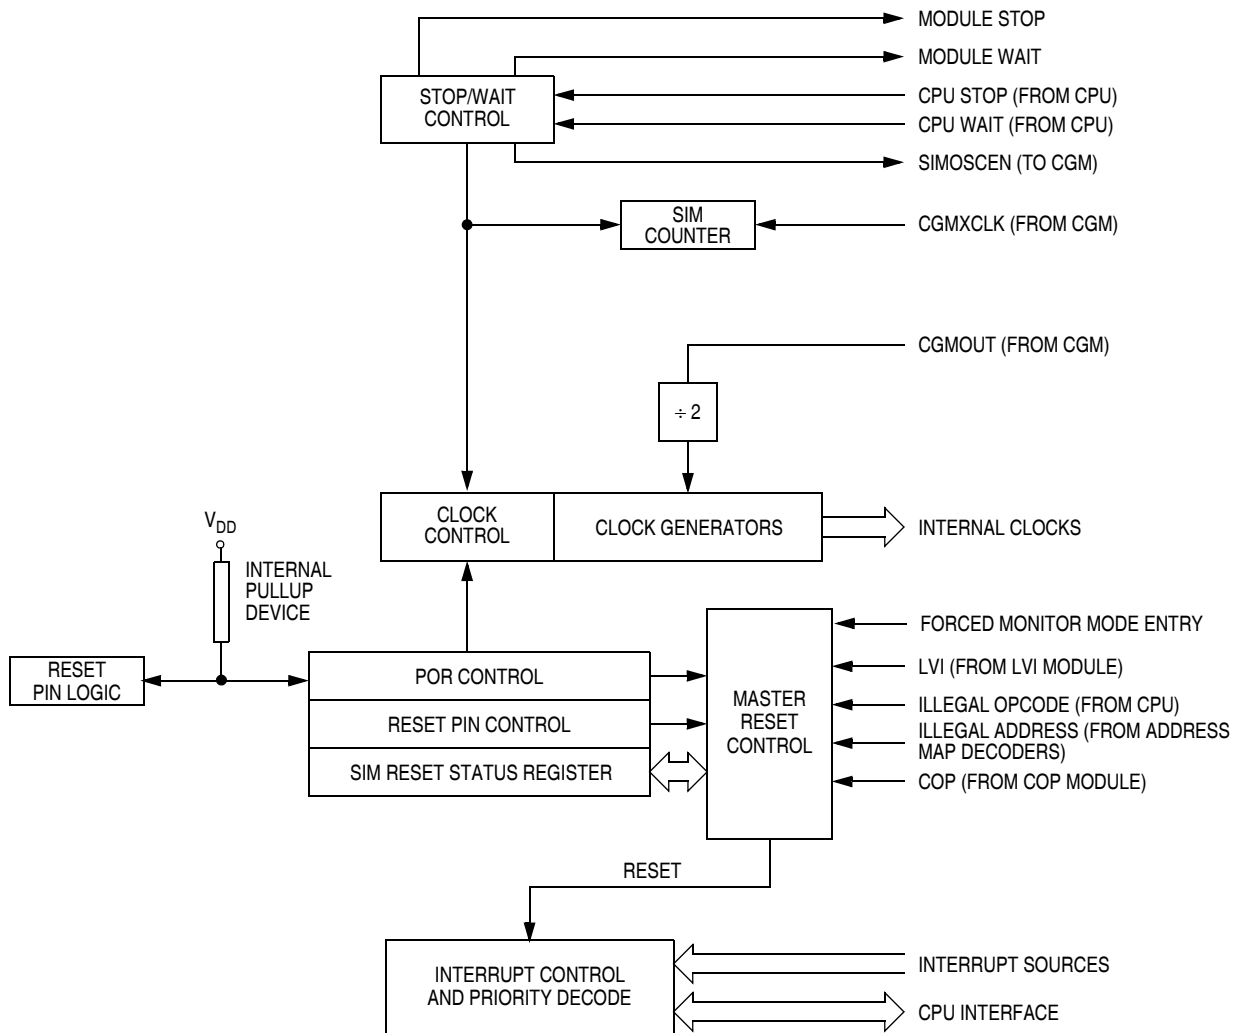 MODULE STOP
MODULE WAIT
STOP/WAIT
CONTROL
CPU STOP (FROM CPU)
CPU WAIT (FROM CPU)
SIMOSCEN (TO CGM)
SIM
COUNTER
CGMXCLK (FROM CGM)
CGMOUT (FROM CGM)
÷ 2
CLOCK
CONTROL
CLOCK GENERATORS
INTERNAL CLOCKS
VDD
INTERNAL
PULLUP
DEVICE
FORCED MONITOR MODE ENTRY
RESET
PIN LOGIC
POR CONTROL
LVI (FROM LVI MODULE)
MASTER
RESET
CONTROL
ILLEGAL OPCODE (FROM CPU)
RESET PIN CONTROL
ILLEGAL ADDRESS (FROM ADDRESS
MAP DECODERS)
SIM RESET STATUS REGISTER
COP (FROM COP MODULE)
RESET
INTERRUPT CONTROL
AND PRIORITY DECODE
INTERRUPT SOURCES
CPU INTERFACE